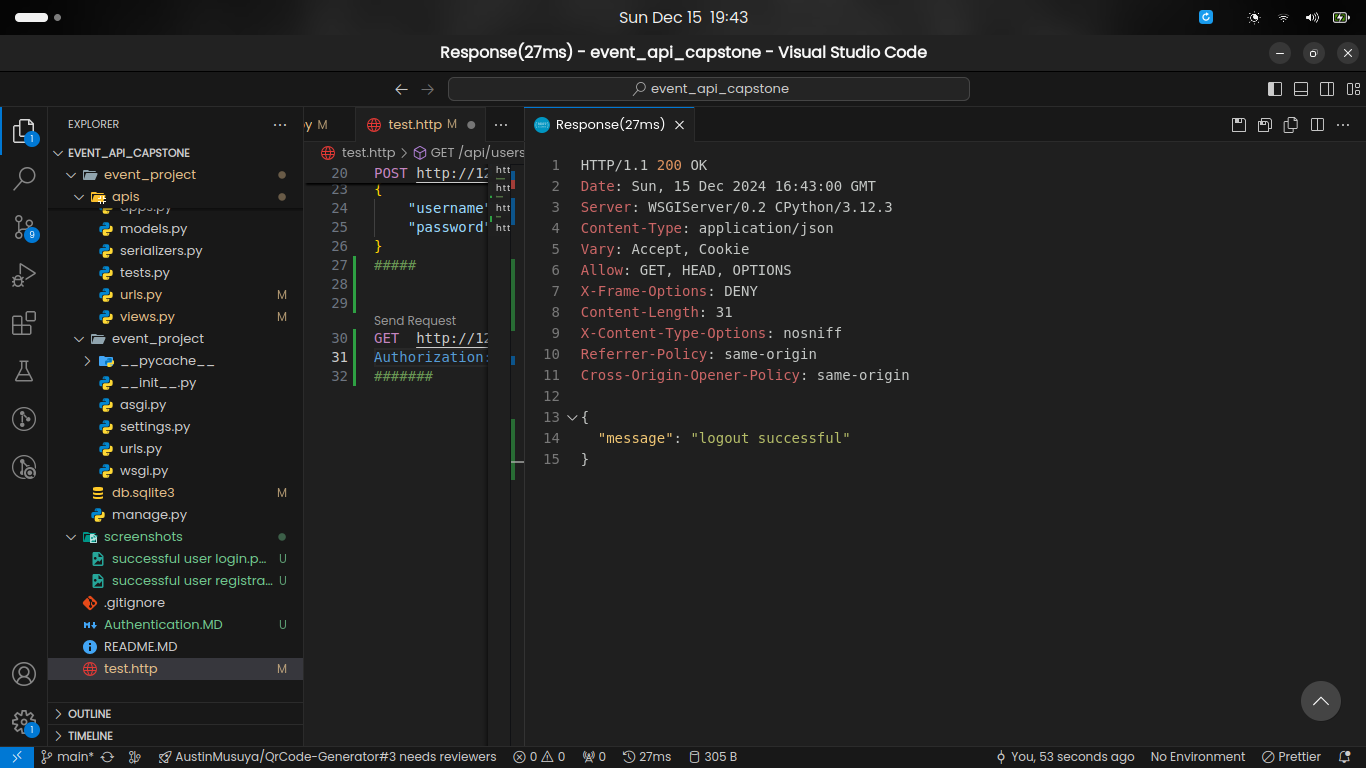 Sun Dec 15 19:43
Response(27ms) - event_api_capstone - Visual Studio Code
event_api_capstone
EXPLORER
EVENT_API_CAPSTONE
event_project
apis
apps.py
models.py
serializers.py
tests.py
urls.py M
views.py M
event_project
__pycache__
__init__.py
asgi.py
settings.py
urls.py
wsgi.py
db.sqlite3 M
manage.py
screenshots
successful user login.p... U
successful user registra... U
.gitignore
Authentication.MD U
README.MD
test.http M
OUTLINE
TIMELINE
1
9
1
y M
test.http M
test.http > GET /api/users
20 POST http://12
23 {
24 "username"
25 "password"
26 }
27 #####
28
29
Send Request
30 GET http://12
31 Authorization:
32 #######
htt
htt
htt
htt
Response(27ms)
1 HTTP/1.1 200 OK
2 Date: Sun, 15 Dec 2024 16:43:00 GMT
3 Server: WSGIServer/0.2 CPython/3.12.3
4 Content-Type: application/json
5 Vary: Accept, Cookie
6 Allow: GET, HEAD, OPTIONS
7 X-Frame-Options: DENY
8 Content-Length: 31
9 X-Content-Type-Options: nosniff
10 Referrer-Policy: same-origin
11 Cross-Origin-Opener-Policy: same-origin
12
13 {
14 "message": "logout successful"
15 }
main* AustinMusuya/QrCode-Generator#3 needs reviewers 0 0 0 27ms 305 B You, 53 seconds ago No Environment Prettier